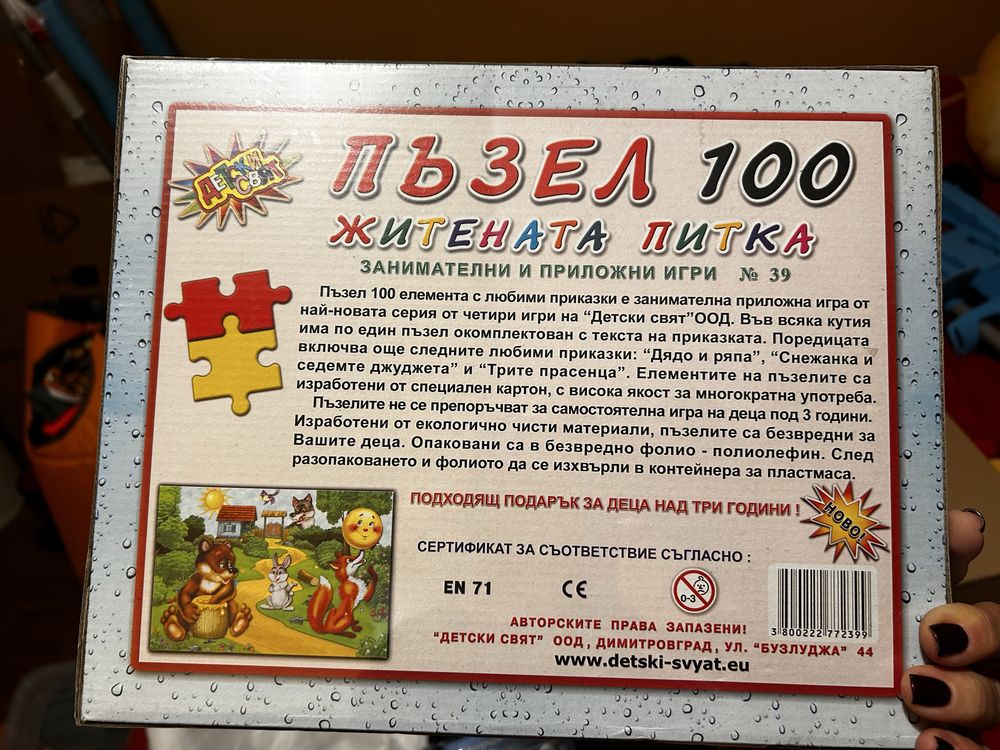 ДЕТСКИ
СВЯТ
ПЪЗЕЛ 100
ЖИТЕНАТА ПИТКА
ЗАНИМАТЕЛНИ И ПРИЛОЖНИ ИГРИ № 39
Пъзел 100 елемента с любими приказки е занимателна приложна игра от
най-новата серия от четири игри на “Детски свят”ООД. Във всяка кутия
има по един пъзел окомплектован с текста на приказката. Поредицата
включва още следните любими приказки: “Дядо и ряпа”, “Снежанка и
седемте джуджета” и “Трите прасенца”. Елементите на пъзелите са
изработени от специален картон, с висока якост за многократна употреба.
Пъзелите не се препоръчват за самостоятелна игра на деца под 3 години.
Изработени от екологично чисти материали, пъзелите са безвредни за
Вашите деца. Опаковани са в безвредно фолио - полиолефин. След
разопаковането и фолиото да се изхвърли в контейнера за пластмаса.
ПОДХОДЯЩ ПОДАРЪК ЗА ДЕЦА НАД ТРИ ГОДИНИ !
НОВО!
СЕРТИФИКАТ ЗА СЪОТВЕТСТВИЕ СЪГЛАСНО :
EN 71 CE 0-3
3 800222 772399
АВТОРСКИТЕ ПРАВА ЗАПАЗЕНИ!
“ДЕТСКИ СВЯТ” ООД, ДИМИТРОВГРАД, УЛ. “БУЗЛУДЖА” 44
www.detski-svyat.eu